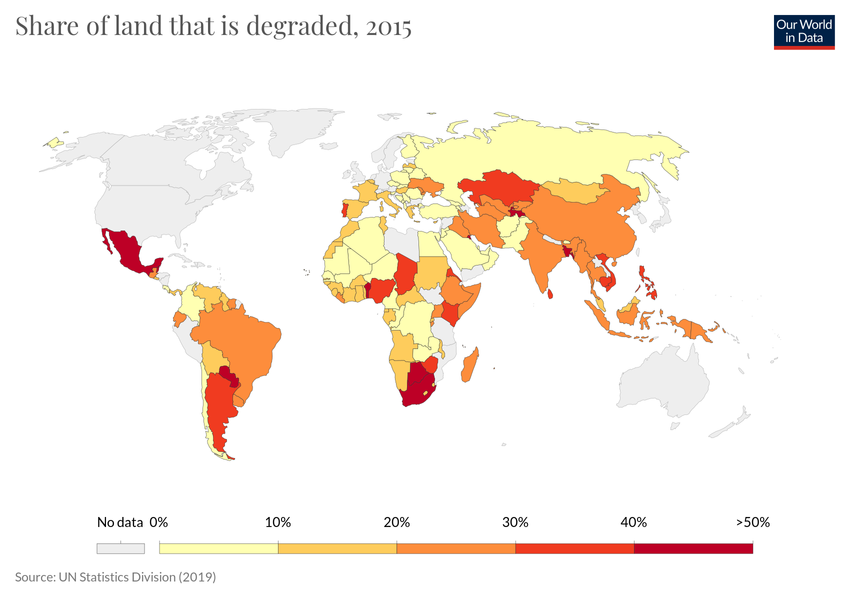 Share of land that is degraded, 2015
Our World
in Data
No data 0% 10% 20% 30% 40% >50%
Source: UN Statistics Division (2019)